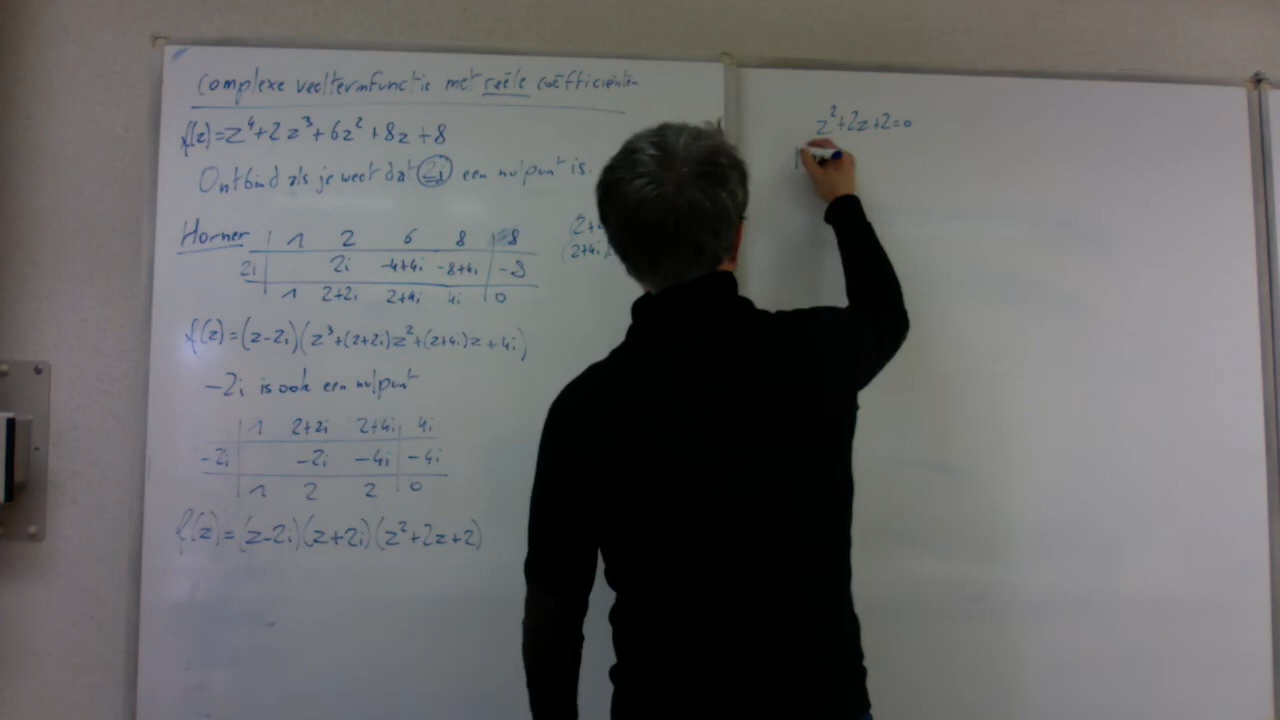 Complexe veeltermfunctie met reële coëfficiënten
f(z)=z⁴+2z³+6z²+8z+8
Ontbind als je weet dat 2i een nulpunt is.
Horner
1 2 6 8 8
2i 2i -4+4i -8+4i -8
1 2+2i 2+4i 4i 0
(2+
(2+4i)
f(z)=(z-2i)(z³+(2+2i)z²+(2+4i)z+4i)
-2i is ook een nulpunt
1 2+2i 2+4i 4i
-2i -2i -4i -4i
1 2 2 0
f(z)=(z-2i)(z+2i)(z²+2z+2)
z²+2z+2=0